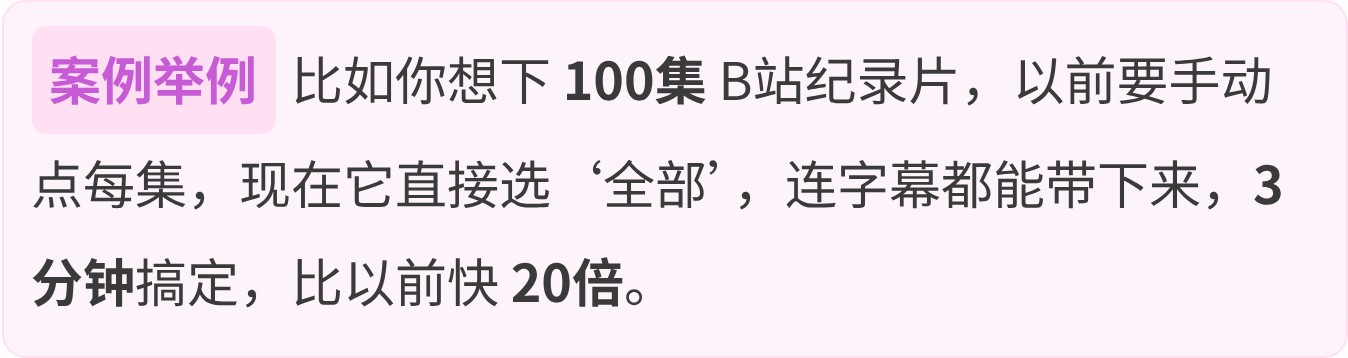 案例举例 比如你想下 100集 B站纪录片，以前要手动
点每集，现在它直接选 ‘全部’，连字幕都能带下来，3
分钟搞定，比以前快 20倍。